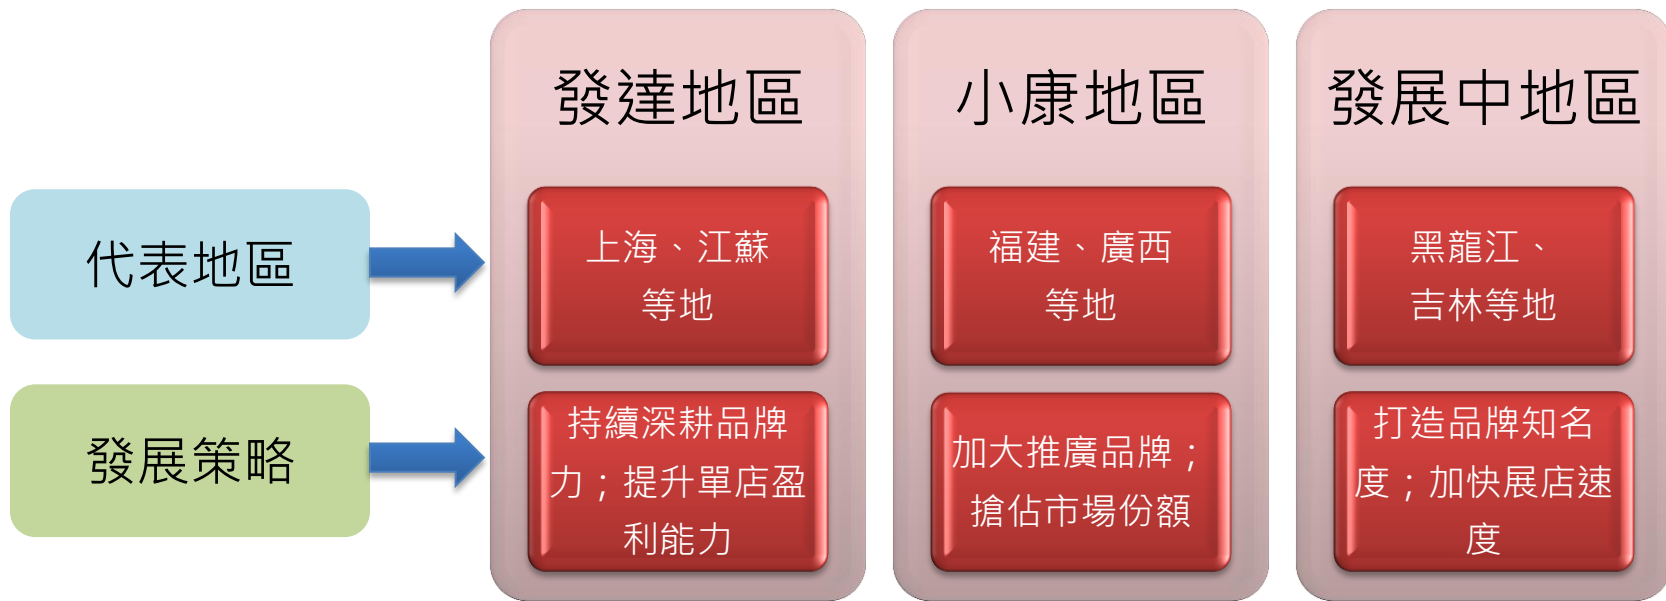 發達地區
小康地區
發展中地區
代表地區
上海、江蘇
等地
福建、廣西
等地
黑龍江、
吉林等地
發展策略
持續深耕品牌
力；提升單店盈
利能力
加大推廣品牌；
搶佔市場份額
打造品牌知名
度；加快展店速
度